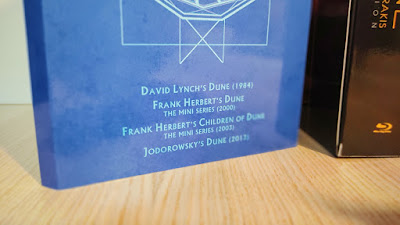 DAVID LYNCH'S DUNE (1984)
FRANK HERBERT'S DUNE
THE MINI SERIES (2000)
FRANK HERBERT'S CHILDREN OF DUNE
THE MINI SERIES (2003)
JODOROWSKY'S DUNE (2013)